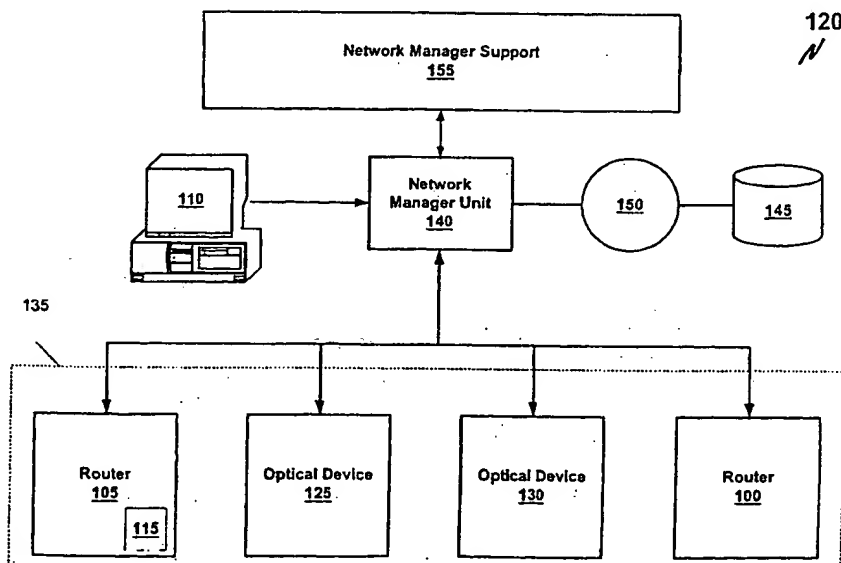 120
Network Manager Support
155
110
Network
Manager Unit
140
150
145
135
Router
105
115
Optical Device
125
Optical Device
130
Router
100